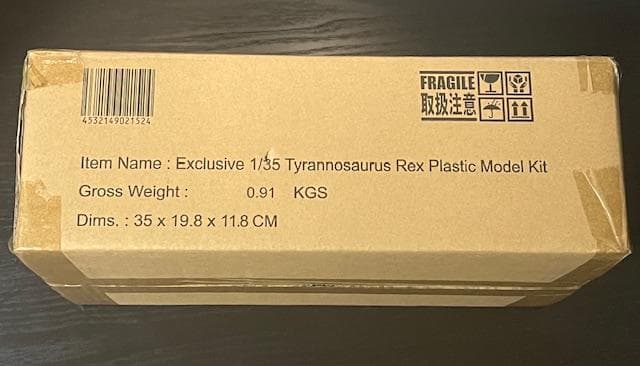 4532149021524
FRAGILE
取扱注意
Item Name : Exclusive 1/35 Tyrannosaurus Rex Plastic Model Kit
Gross Weight : 0.91 KGS
Dims. : 35 x 19.8 x 11.8 CM